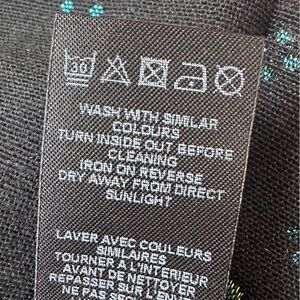 30
WASH WITH SIMILAR
COLOURS
TURN INSIDE OUT BEFORE
CLEANING
IRON ON REVERSE
DRY AWAY FROM DIRECT
SUNLIGHT
LAVER AVEC COULEURS
SIMILAIRES
TOURNER A L'INTERIEUR
AVANT DE NETTOYER
REPASSER SUR L'ENVERS
NE PAS